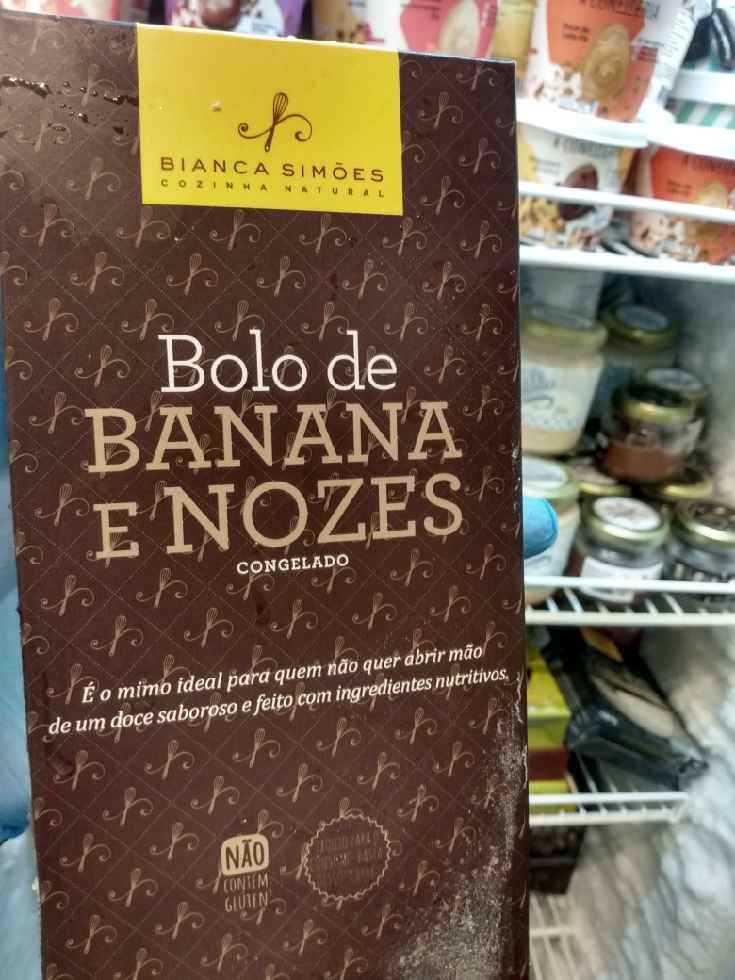 BIANCA SIMÕES
COZINHA NATURAL
Bolo de
BANANA
E NOZES
CONGELADO
É o mimo ideal para quem não quer abrir mão
de um doce saboroso e feito com ingredientes nutritivos.
NÃO
CONTÉM
GLÚTEN